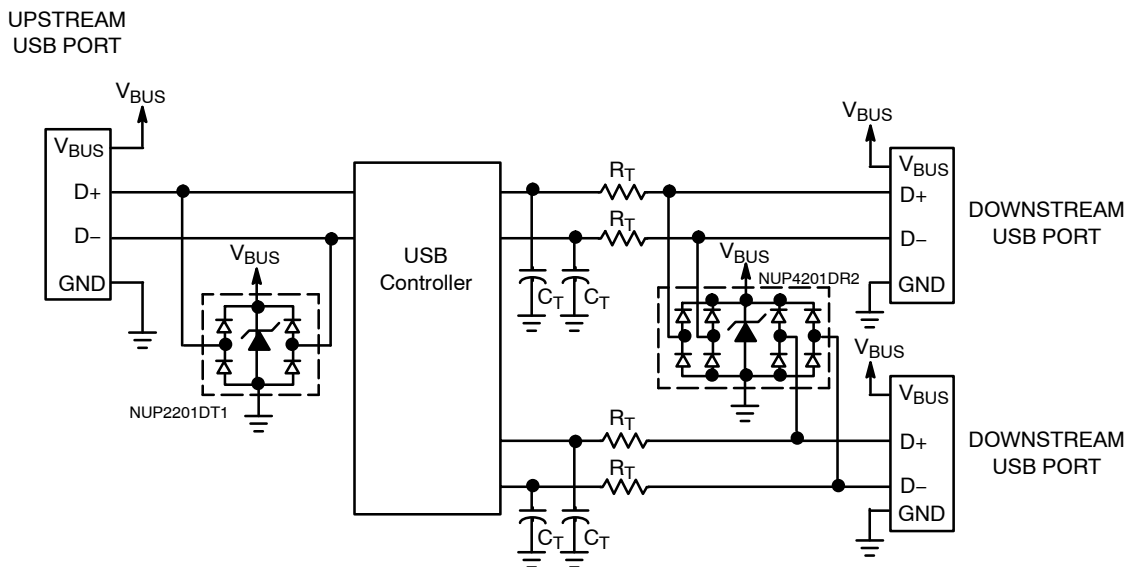 UPSTREAM
USB PORT
VBUS
VBUS
D+
D−
GND
VBUS
NUP2201DT1
USB
Controller
RT
RT
CT
CT
VBUS
NUP4201DR2
VBUS
VBUS
D+
D−
GND
DOWNSTREAM
USB PORT
RT
RT
CT
CT
VBUS
VBUS
D+
D−
GND
DOWNSTREAM
USB PORT